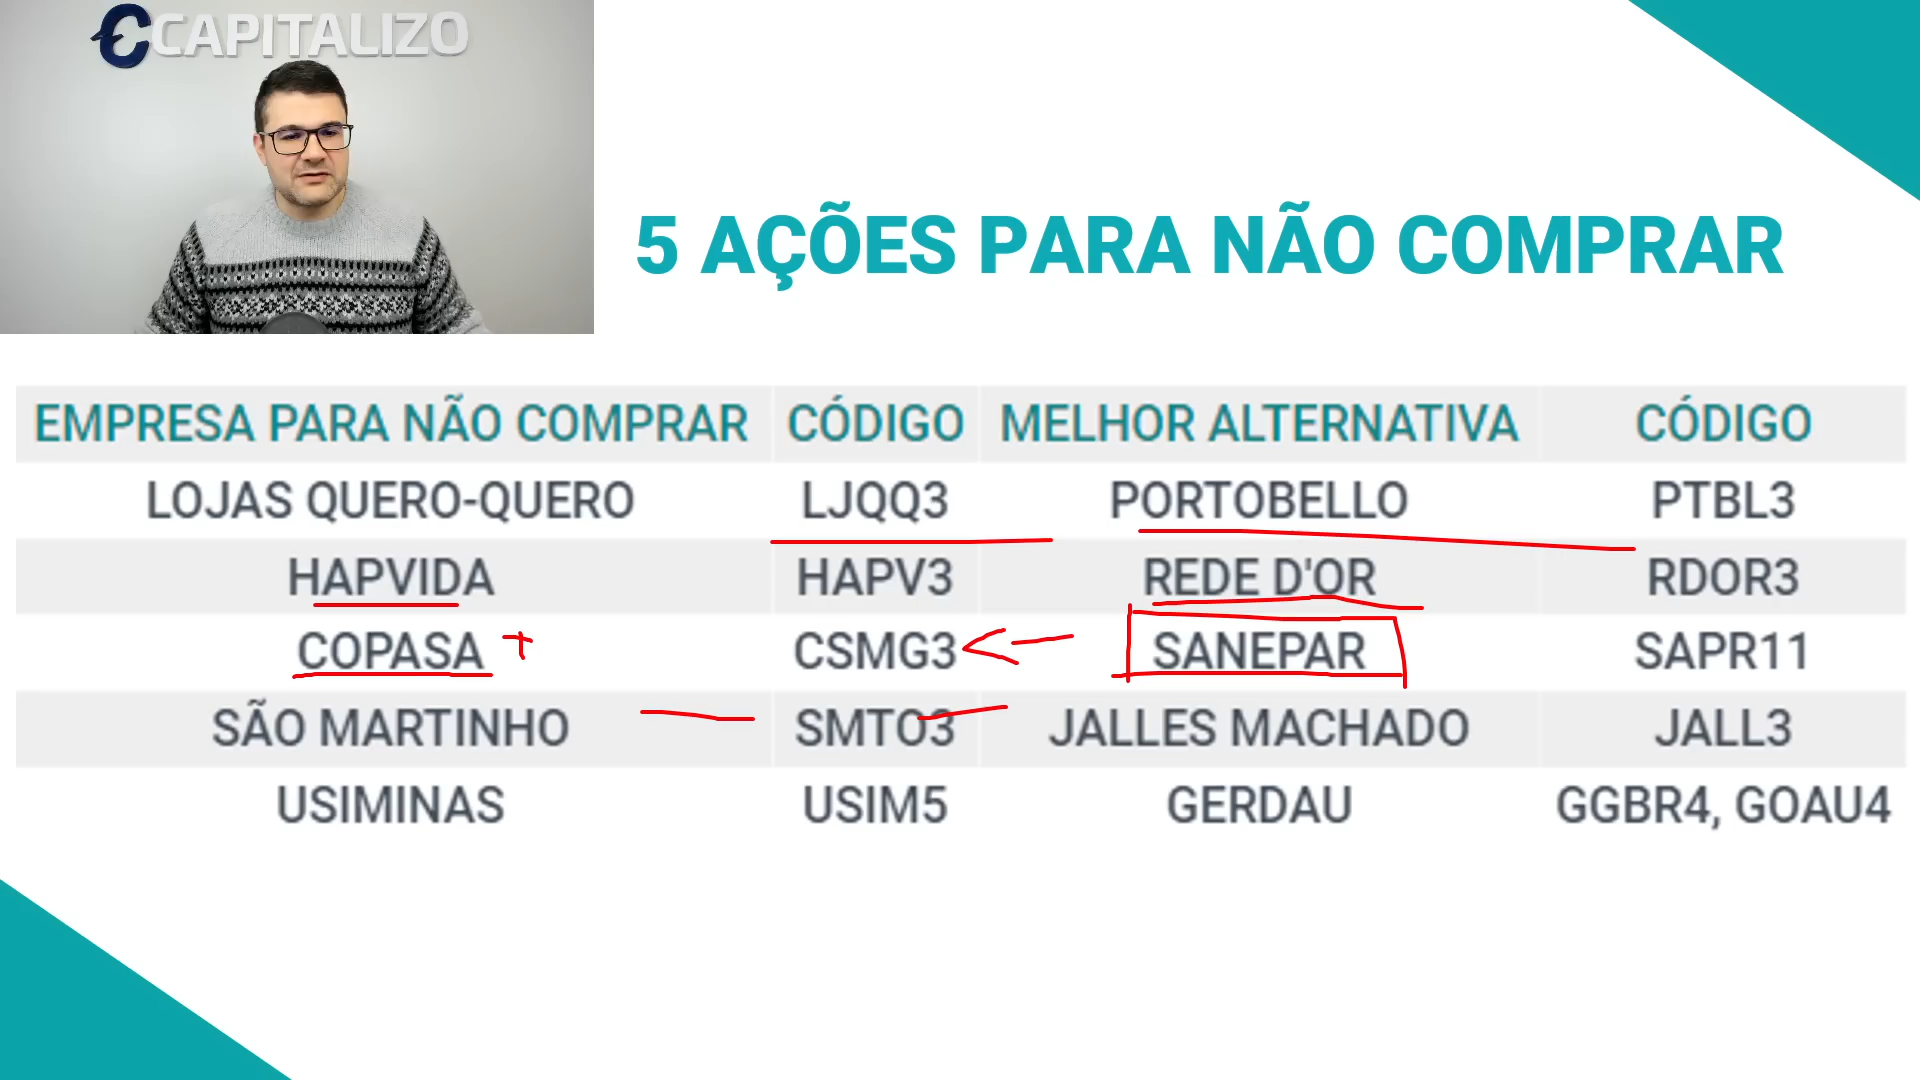 CAPITALIZO
5 AÇÕES PARA NÃO COMPRAR
EMPRESA PARA NÃO COMPRAR CÓDIGO MELHOR ALTERNATIVA CÓDIGO
LOJAS QUERO-QUERO LJQQ3 PORTOBELLO PTBL3
HAPVIDA HAPV3 REDE D'OR RDOR3
COPASA + CSMG3 SANEPAR SAPR11
SÃO MARTINHO SMTO3 JALLES MACHADO JALL3
USIMINAS USIM5 GERDAU GGBR4, GOAU4